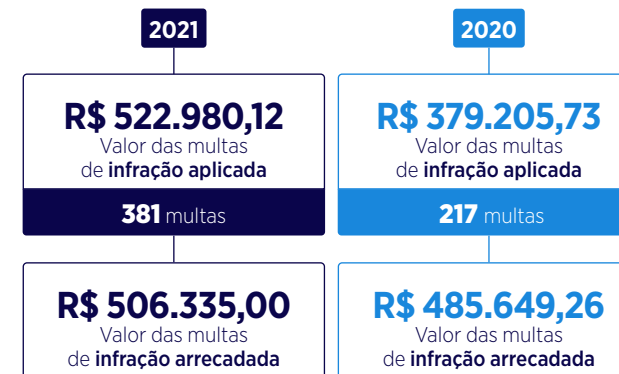 2021
R$ 522.980,12
Valor das multas
de infração aplicada
381 multas
R$ 506.335,00
Valor das multas
de infração arrecadada
2020
R$ 379.205,73
Valor das multas
de infração aplicada
217 multas
R$ 485.649,26
Valor das multas
de infração arrecadada